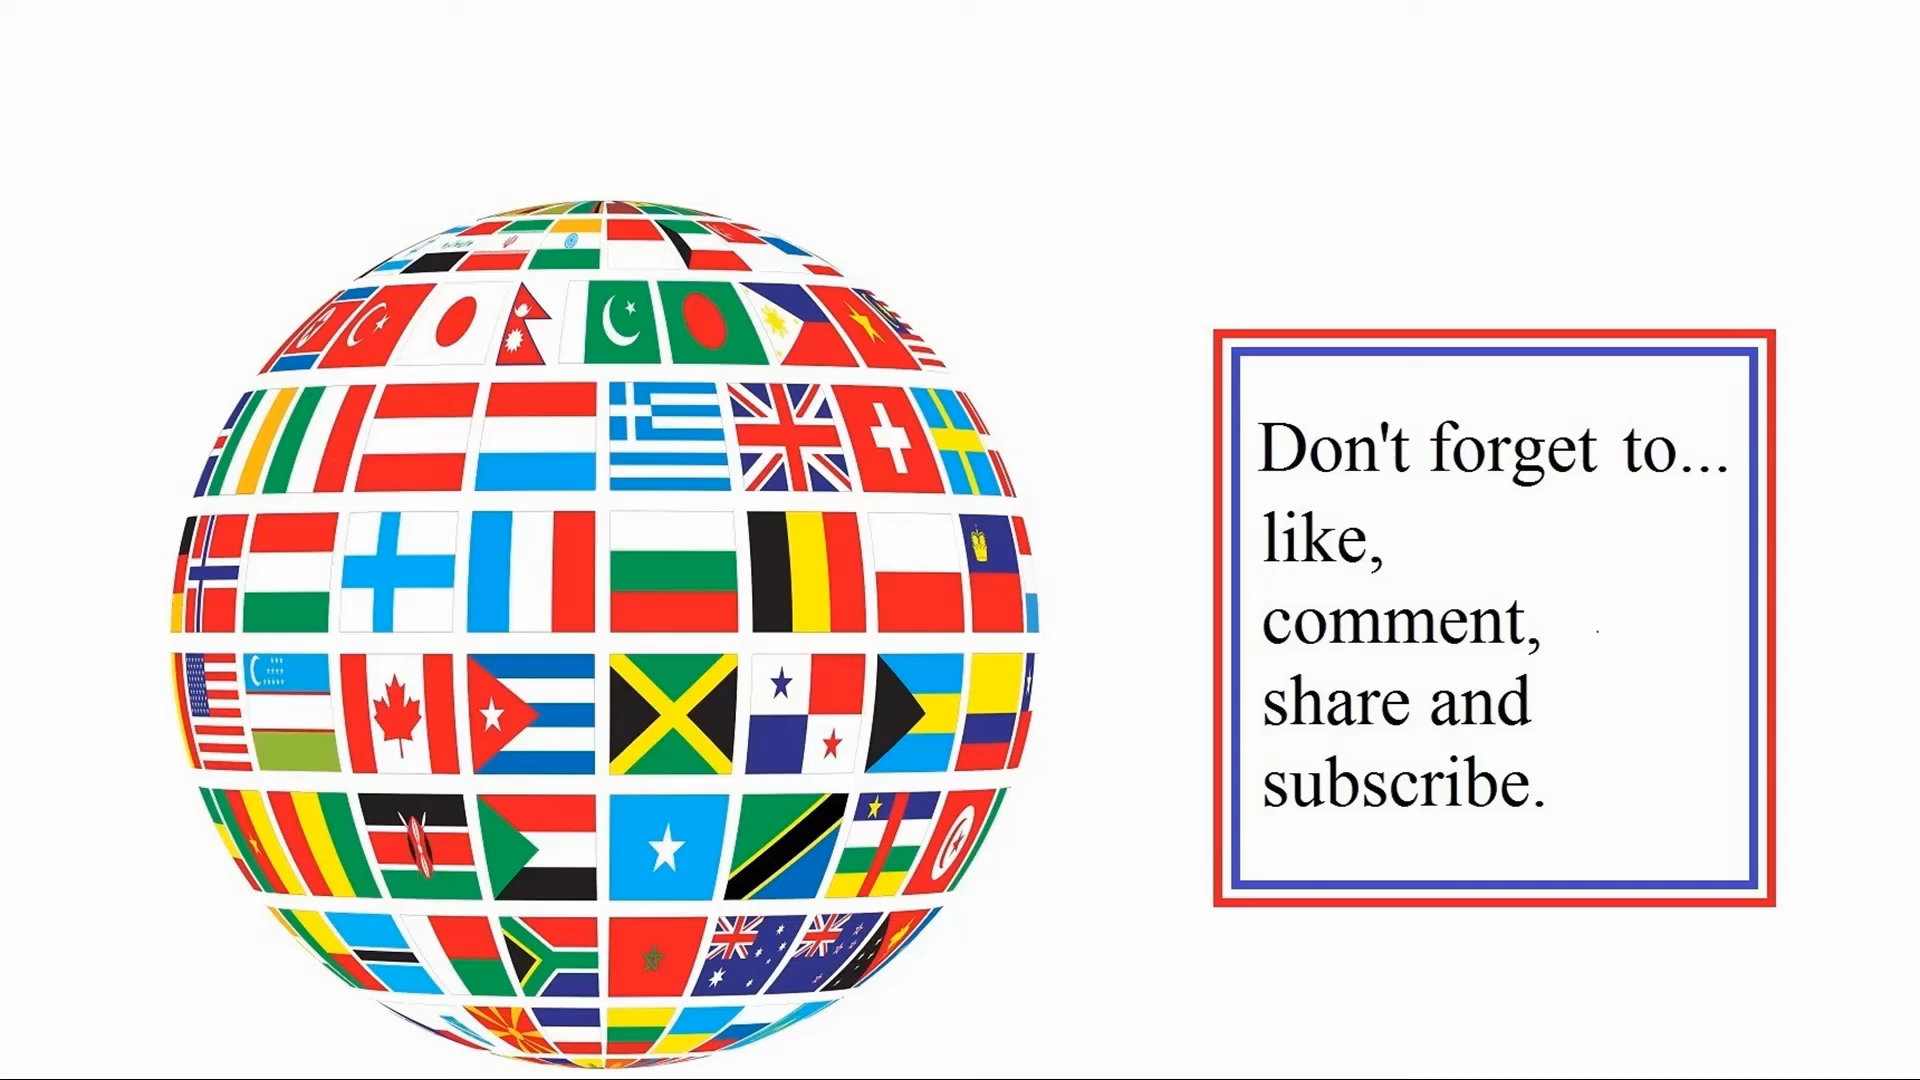 Don't forget to...
like,
comment,
share and
subscribe.